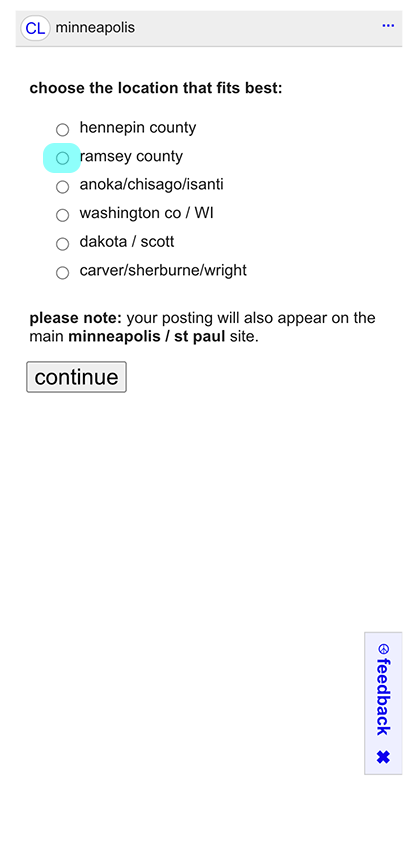 CL minneapolis ...
choose the location that fits best:
hennepin county
ramsey county
anoka/chisago/isanti
washington co / WI
dakota / scott
carver/sherburne/wright
please note: your posting will also appear on the
main minneapolis / st paul site.
continue
☮ feedback ✖